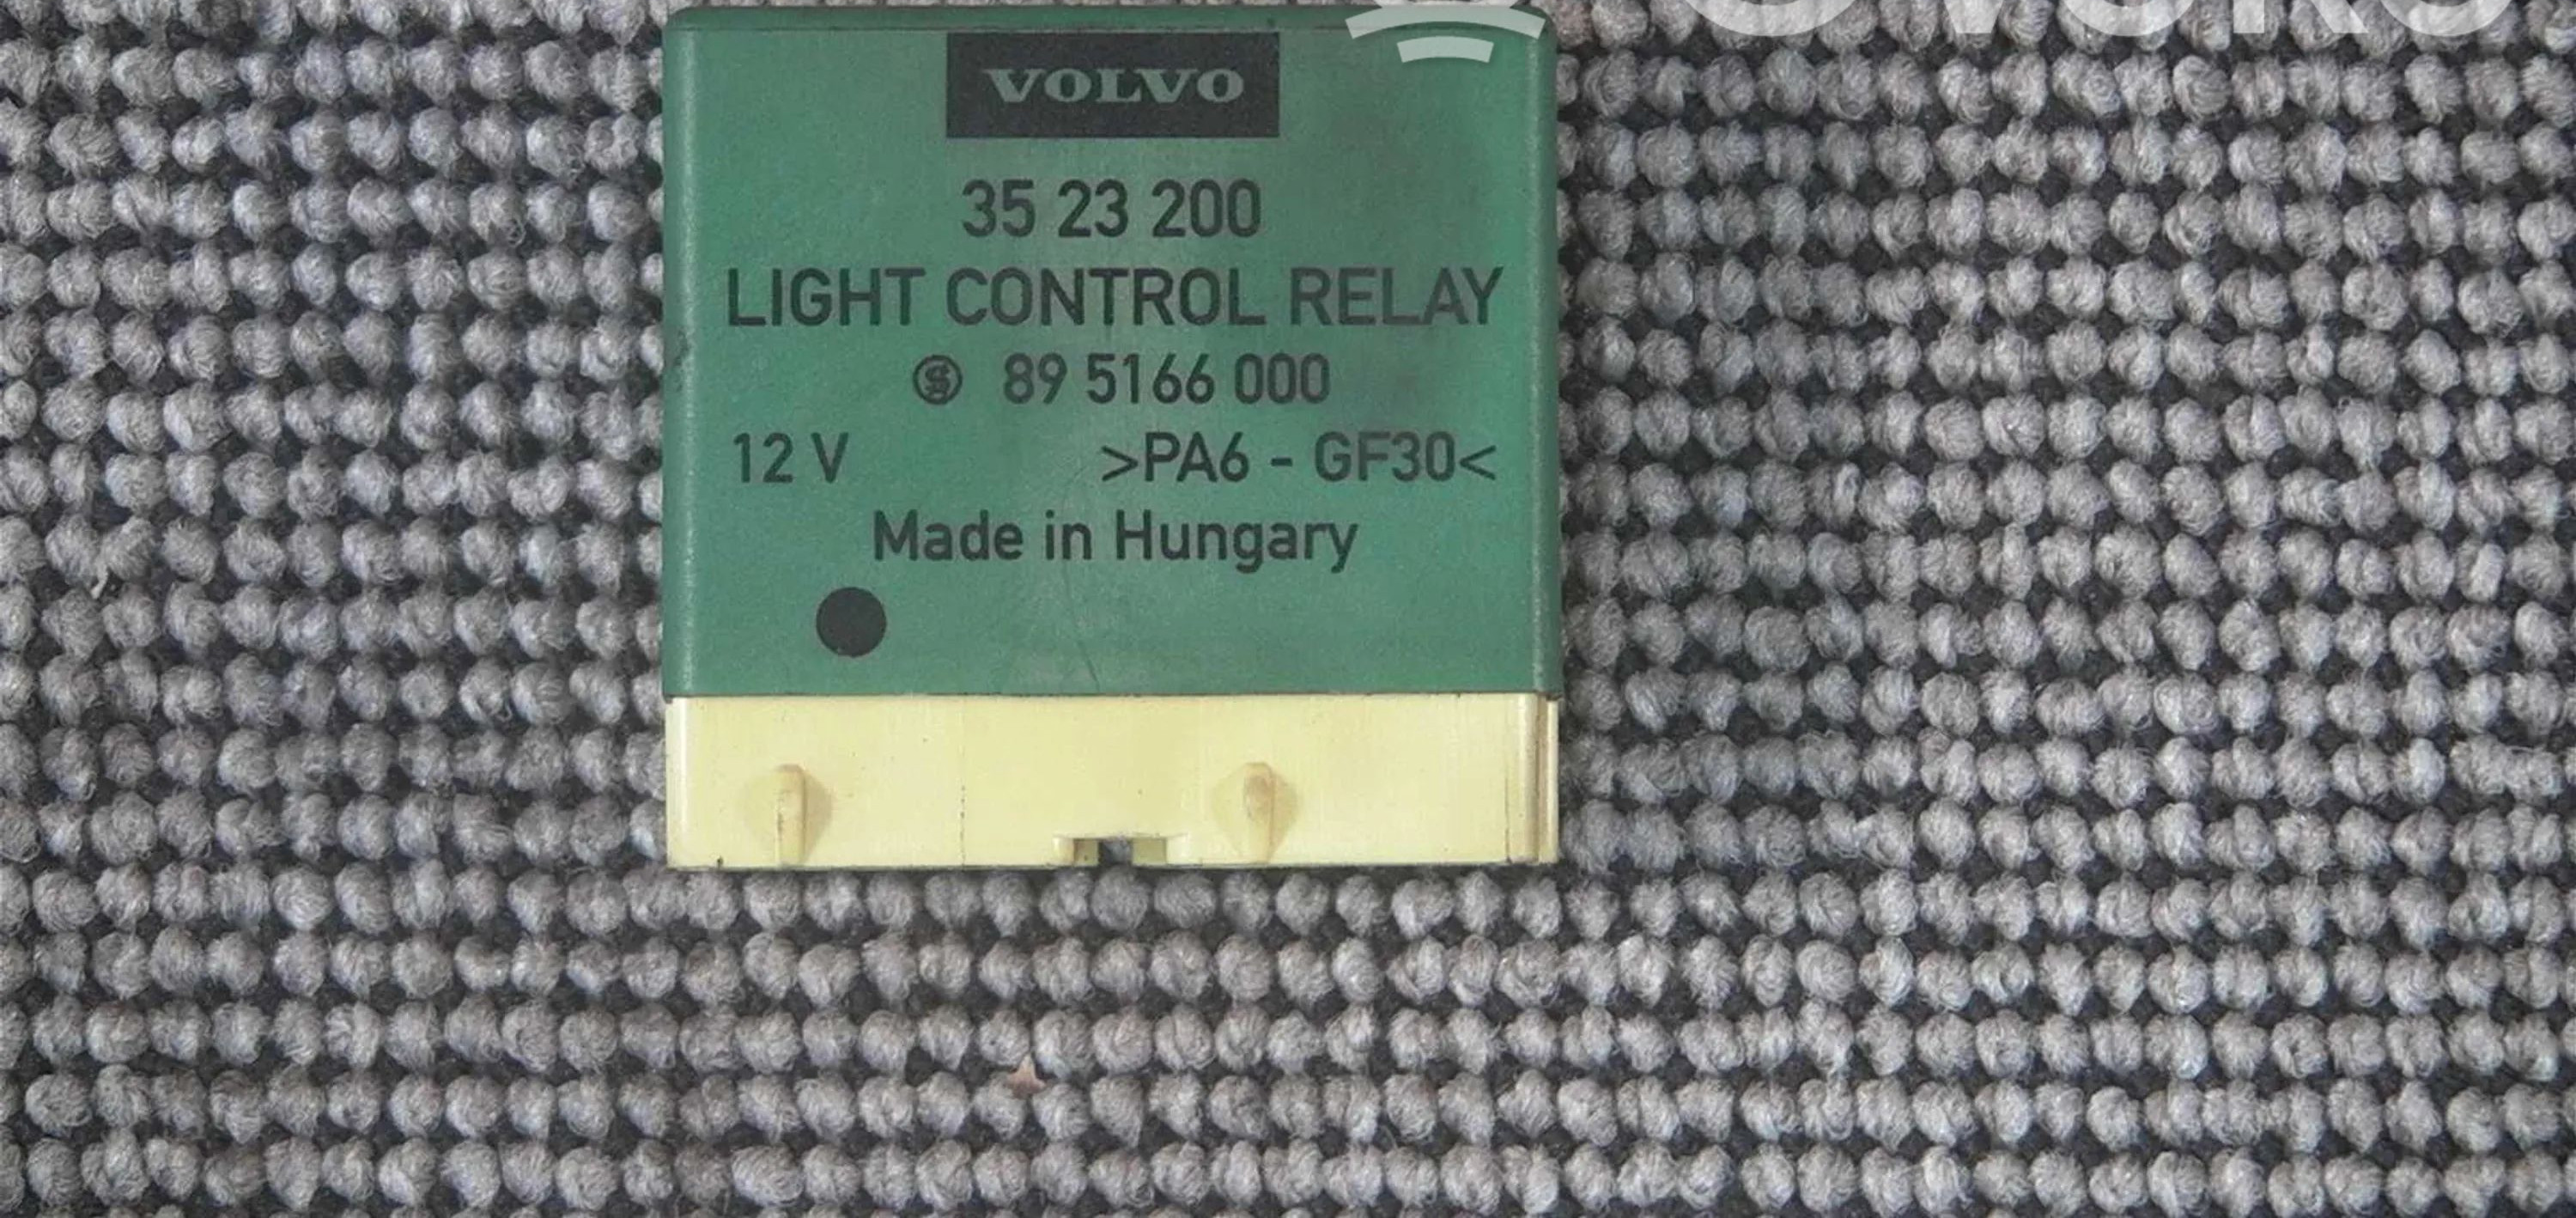 VOLVO
35 23 200
LIGHT CONTROL RELAY
89 5166 000
12 V >PA6 - GF30<
Made in Hungary